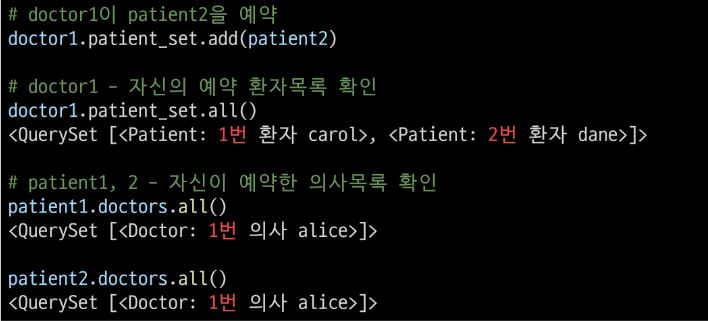 # doctor1이 patient2을 예약
doctor1.patient_set.add(patient2)
# doctor1 - 자신의 예약 환자목록 확인
doctor1.patient_set.all()
<QuerySet [<Patient: 1번 환자 carol>, <Patient: 2번 환자 dane>]>
# patient1, 2 - 자신이 예약한 의사목록 확인
patient1.doctors.all()
<QuerySet [<Doctor: 1번 의사 alice>]>
patient2.doctors.all()
<QuerySet [<Doctor: 1번 의사 alice>]>